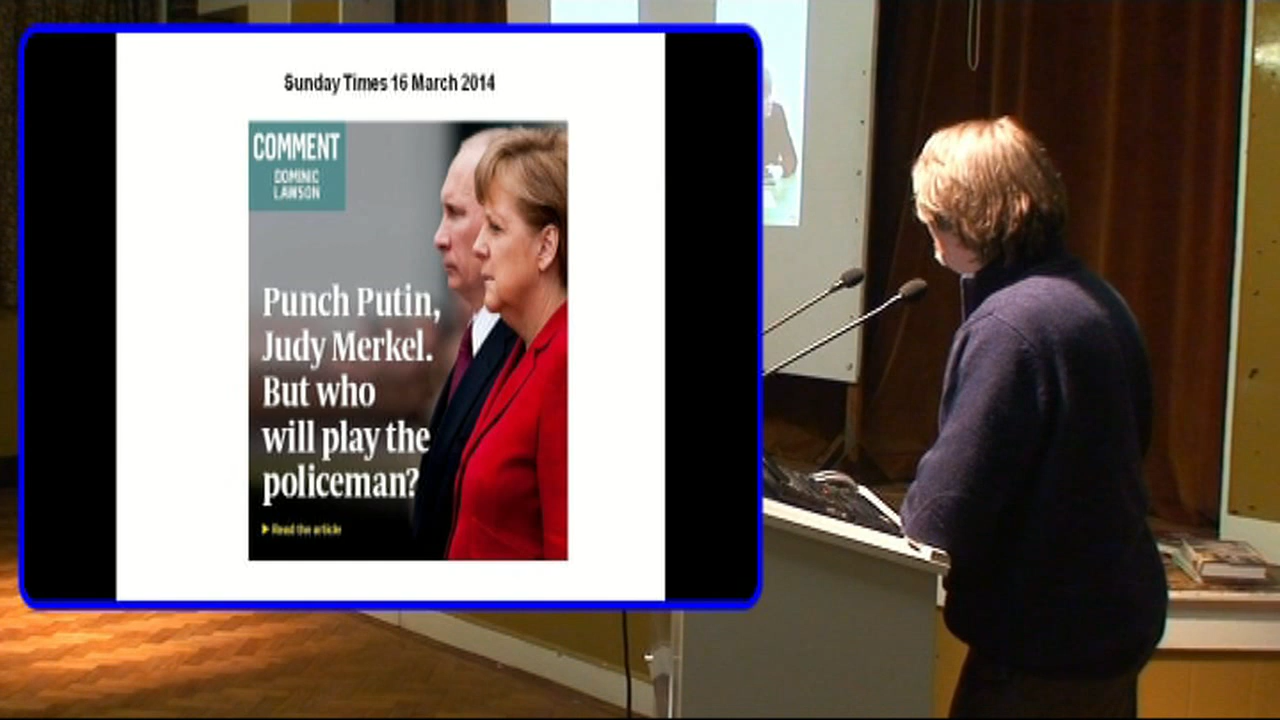 Sunday Times 16 March 2014
COMMENT
DOMINIC
LAWSON
Punch Putin,
Judy Merkel.
But who
will play the
policeman?
Read the article